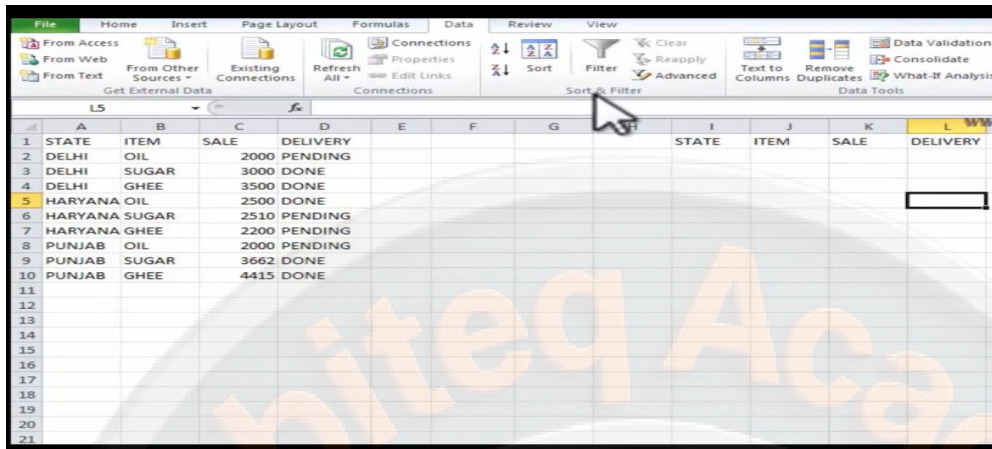 File Home Insert Page Layout Formulas Data Review View
From Access
From Web
From Text
From Other Sources
Existing Connections
Get External Data
Refresh All
Connections
Properties
Edit Links
Connections
Sort
Filter
Clear
Reapply
Advanced
Sort & Filter
Text to Columns
Remove Duplicates
Data Validation
Consolidate
What-If Analysis
Data Tools
L5 fx
A B C D E F G H I J K L
1 STATE ITEM SALE DELIVERY STATE ITEM SALE DELIVERY
2 DELHI OIL 2000 PENDING
3 DELHI SUGAR 3000 DONE
4 DELHI GHEE 3500 DONE
5 HARYANA OIL 2500 DONE
6 HARYANA SUGAR 2510 PENDING
7 HARYANA GHEE 2200 PENDING
8 PUNJAB OIL 2000 PENDING
9 PUNJAB SUGAR 3662 DONE
10 PUNJAB GHEE 4415 DONE
11
12
13
14
15
16
17
18
19
20
21
biteq Aca